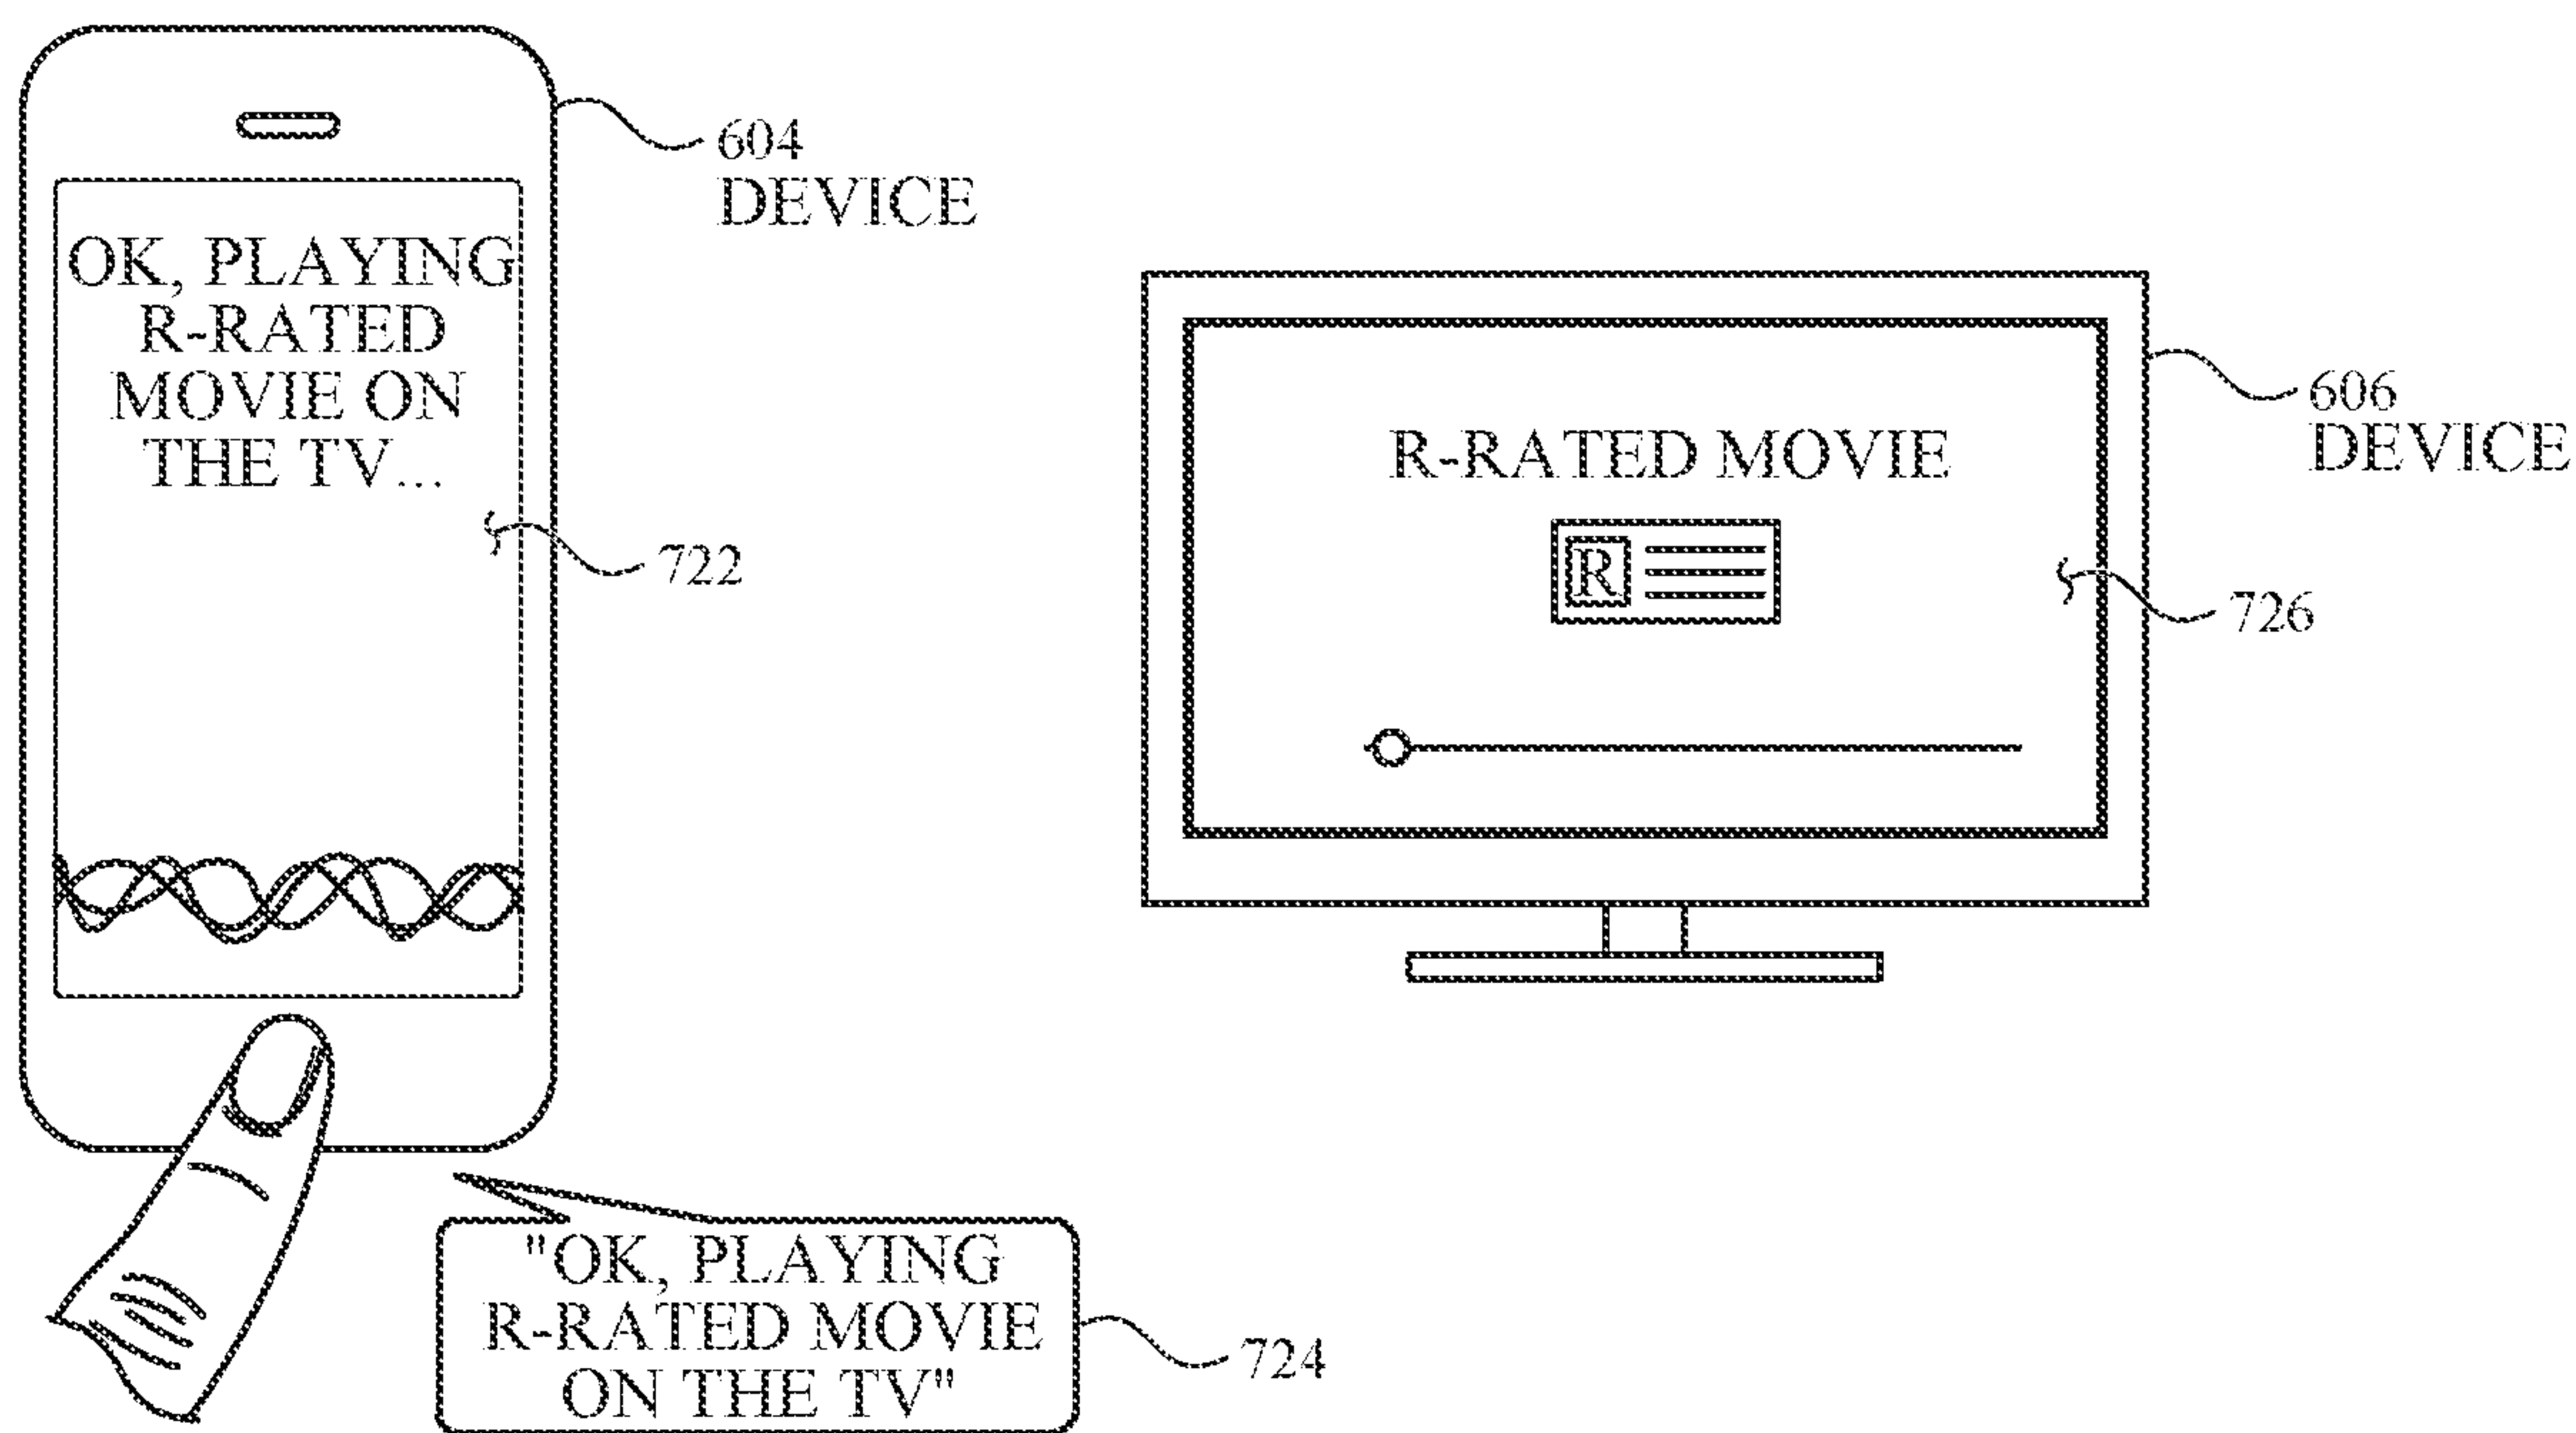 604
DEVICE
OK, PLAYING
R-RATED
MOVIE ON
THE TV...
722
606
DEVICE
R-RATED MOVIE
R
726
"OK, PLAYING
R-RATED MOVIE
ON THE TV"
724